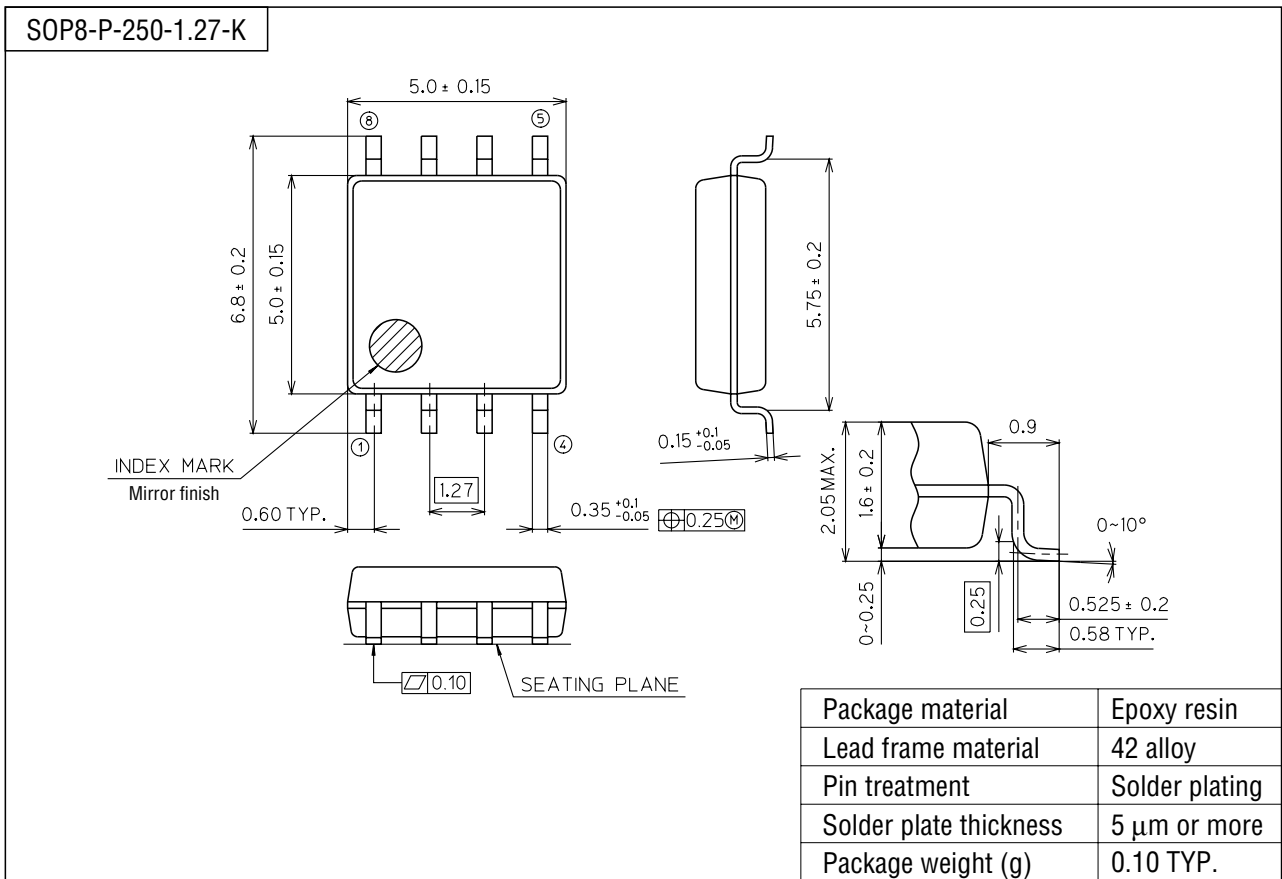 SOP8-P-250-1.27-K
5.0 ± 0.15
8
5
6.8 ± 0.2
5.0 ± 0.15
5.75 ± 0.2
1
4
INDEX MARK
Mirror finish
0.60 TYP.
1.27
0.35 +0.1 -0.05
0.25 Ⓜ
0.15 +0.1 -0.05
2.05 MAX.
1.6 ± 0.2
0.9
0~10°
0~0.25
0.25
0.525 ± 0.2
0.58 TYP.
0.10
SEATING PLANE
Package material Epoxy resin
Lead frame material 42 alloy
Pin treatment Solder plating
Solder plate thickness 5 μm or more
Package weight (g) 0.10 TYP.